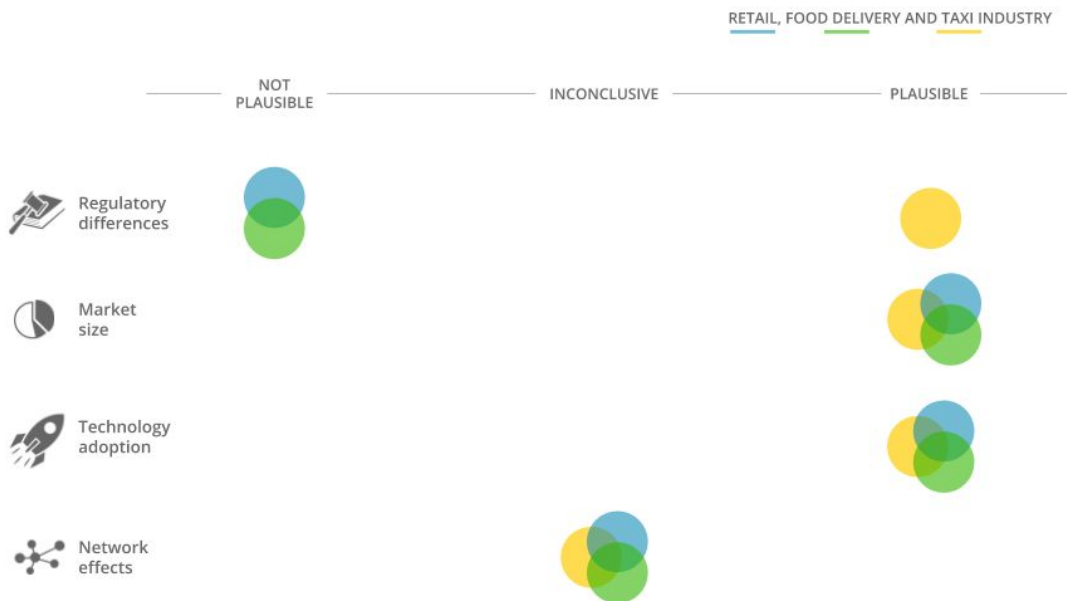 RETAIL, FOOD DELIVERY AND TAXI INDUSTRY
NOT
PLAUSIBLE
INCONCLUSIVE
PLAUSIBLE
Regulatory
differences
Market
size
Technology
adoption
Network
effects